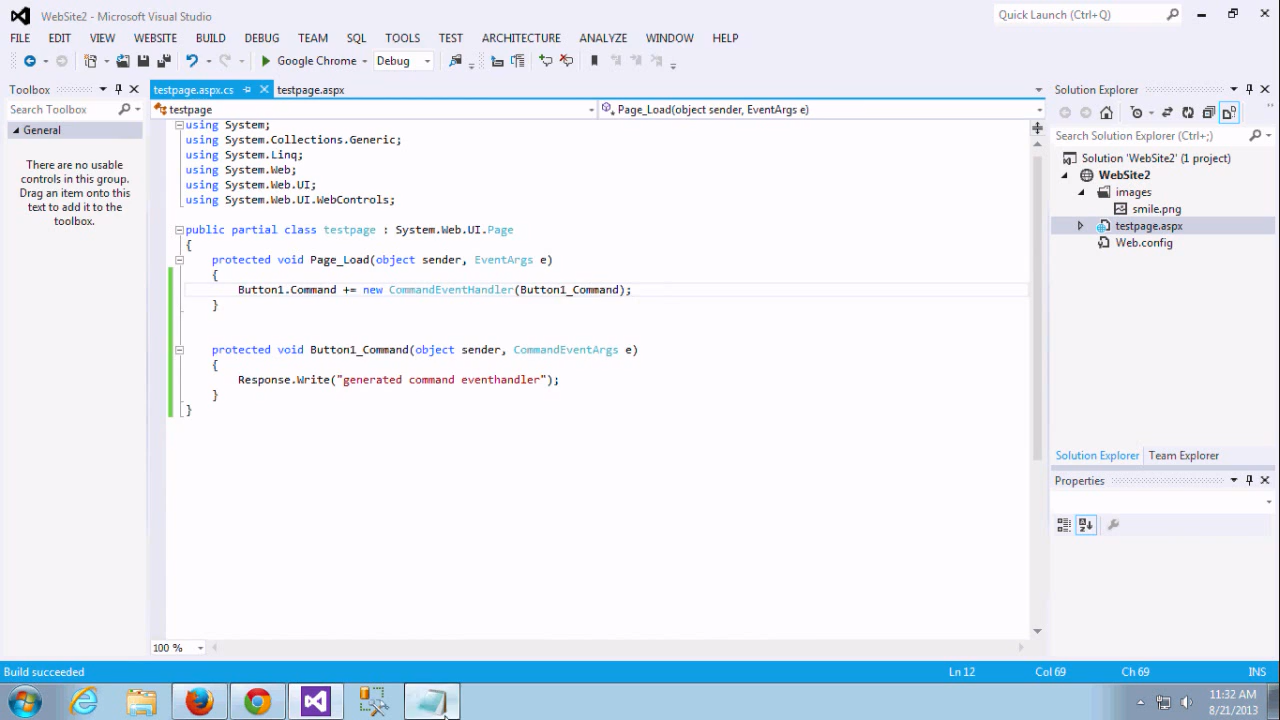 WebSite2 - Microsoft Visual Studio
Quick Launch (Ctrl+Q)
FILE EDIT VIEW WEBSITE BUILD DEBUG TEAM SQL TOOLS TEST ARCHITECTURE ANALYZE WINDOW HELP
Google Chrome Debug
Toolbox
Search Toolbox
General
There are no usable
controls in this group.
Drag an item onto this
text to add it to the
toolbox.
testpage.aspx.cs testpage.aspx
testpage Page_Load(object sender, EventArgs e)
using System;
using System.Collections.Generic;
using System.Linq;
using System.Web;
using System.Web.UI;
using System.Web.UI.WebControls;
public partial class testpage : System.Web.UI.Page
{
protected void Page_Load(object sender, EventArgs e)
{
Button1.Command += new CommandEventHandler(Button1_Command);
}
protected void Button1_Command(object sender, CommandEventArgs e)
{
Response.Write("generated command eventhandler");
}
}
100 %
Solution Explorer
Search Solution Explorer (Ctrl+;)
Solution 'WebSite2' (1 project)
WebSite2
images
smile.png
testpage.aspx
Web.config
Solution Explorer Team Explorer
Properties
Build succeeded Ln 12 Col 69 Ch 69 INS
11:32 AM
8/21/2013